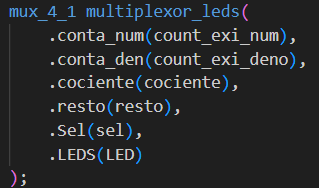 mux_4_1 multiplexor_leds(
    .conta_num(count_exi_num),
    .conta_den(count_exi_deno),
    .cociente(cociente),
    .resto(resto),
    .Sel(sel),
    .LEDS(LED)
);